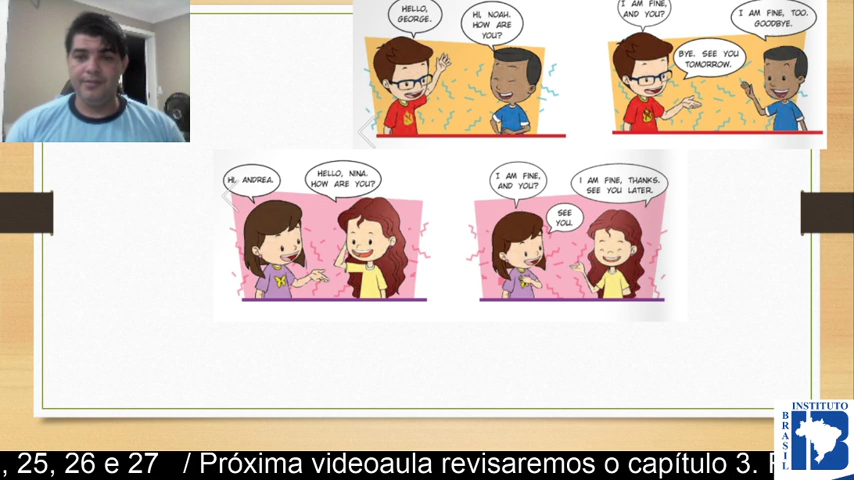 HELLO,
GEORGE.
HI, NOAH.
HOW ARE
YOU?
I AM FINE,
AND YOU?
BYE. SEE YOU
TOMORROW.
I AM FINE, TOO.
GOODBYE.
HI, ANDREA.
HELLO, NINA.
HOW ARE YOU?
I AM FINE,
AND YOU?
SEE
YOU.
I AM FINE, THANKS.
SEE YOU LATER.
INSTITUTO
BRASIL
, 25, 26 e 27 / Próxima videoaula revisaremos o capítulo 3.